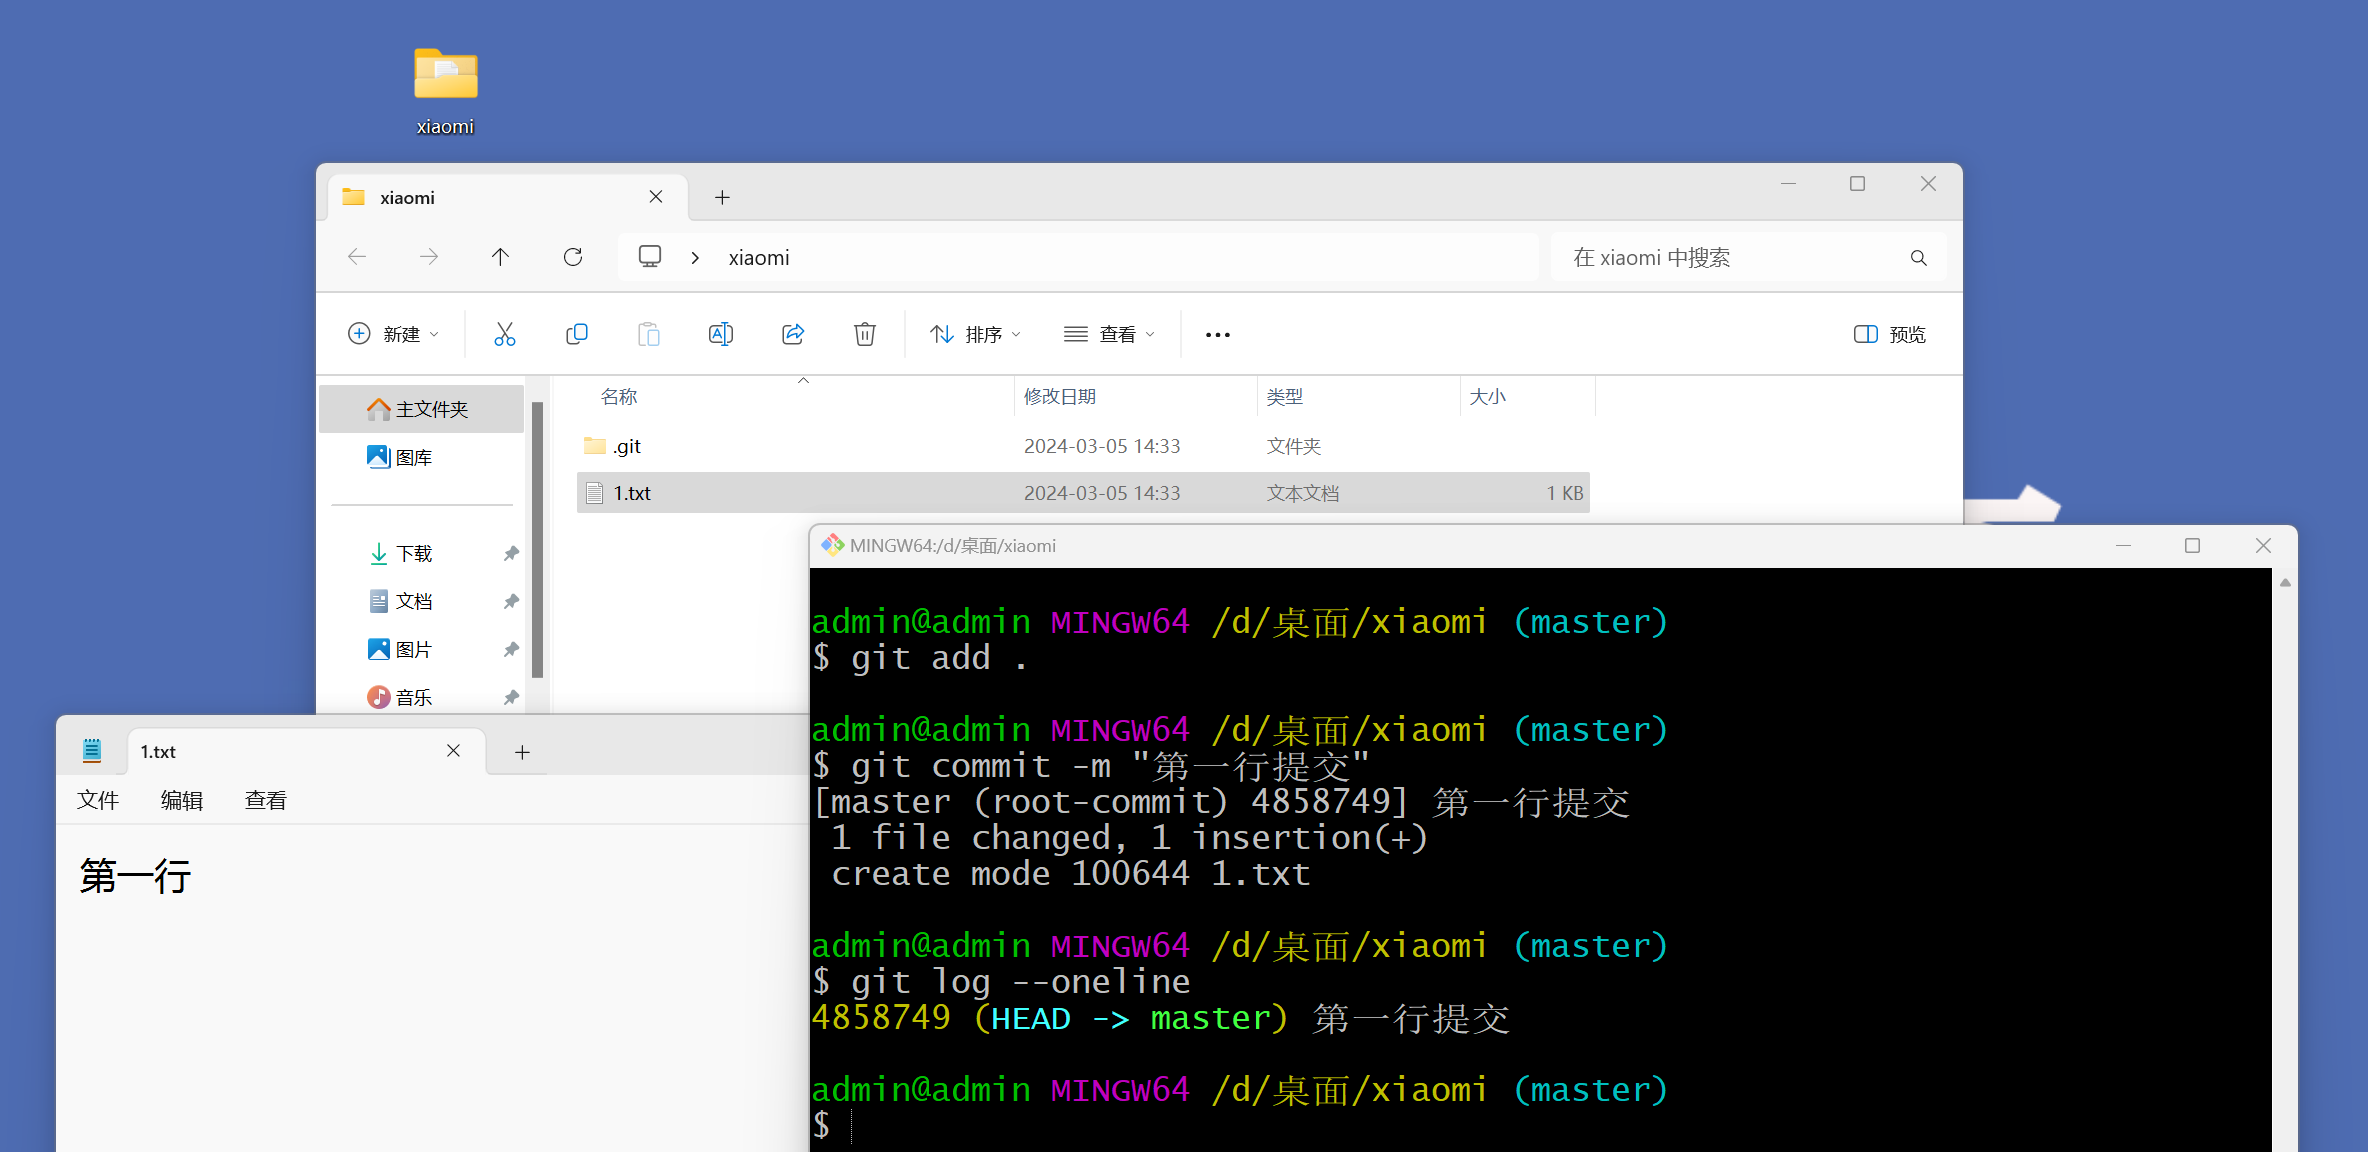 xiaomi
xiaomi
xiaomi
在 xiaomi 中搜索
新建
排序
查看
预览
名称
修改日期
类型
大小
主文件夹
图库
下载
文档
图片
音乐
.git
2024-03-05 14:33
文件夹
1.txt
2024-03-05 14:33
文本文档
1 KB
1.txt
文件
编辑
查看
第一行
MINGW64:/d/桌面/xiaomi
admin@admin MINGW64 /d/桌面/xiaomi (master)
$ git add .
admin@admin MINGW64 /d/桌面/xiaomi (master)
$ git commit -m "第一行提交"
[master (root-commit) 4858749] 第一行提交
1 file changed, 1 insertion(+)
create mode 100644 1.txt
admin@admin MINGW64 /d/桌面/xiaomi (master)
$ git log --oneline
4858749 (HEAD -> master) 第一行提交
admin@admin MINGW64 /d/桌面/xiaomi (master)
$